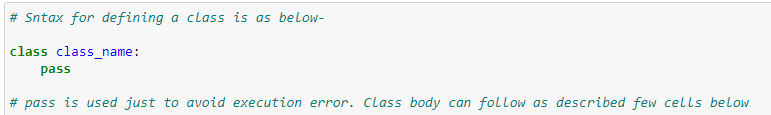 # Sntax for defining a class is as below-
class class_name:
    pass
# pass is used just to avoid execution error. Class body can follow as described few cells below